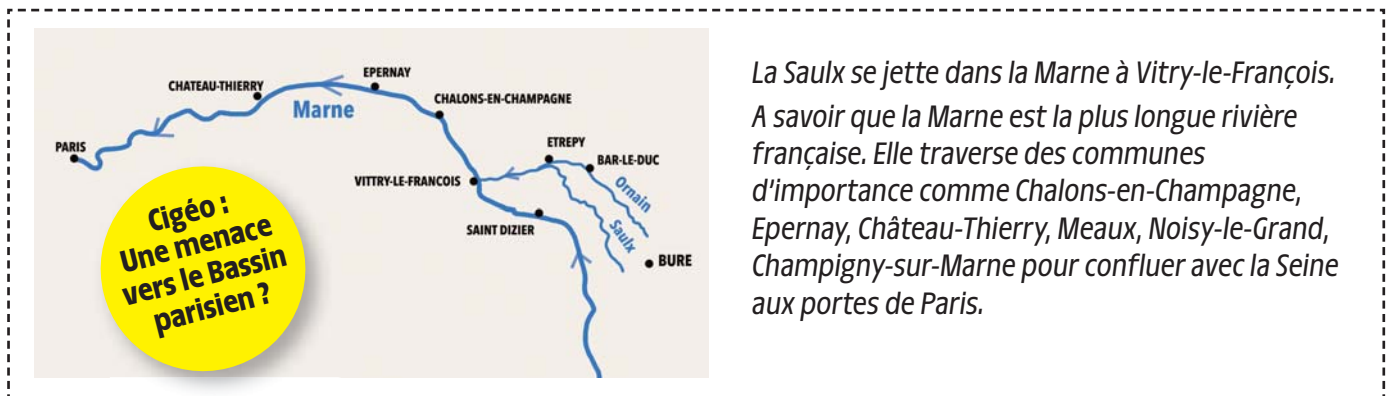 CHATEAU-THIERRY
EPERNAY
CHALONS-EN-CHAMPAGNE
Marne
PARIS
ETREPY
BAR-LE-DUC
VITTRY-LE-FRANCOIS
Ornain
Saulx
SAINT DIZIER
BURE
Cigéo :
Une menace
vers le Bassin
parisien ?
La Saulx se jette dans la Marne à Vitry-le-François.
A savoir que la Marne est la plus longue rivière
française. Elle traverse des communes
d'importance comme Chalons-en-Champagne,
Epernay, Château-Thierry, Meaux, Noisy-le-Grand,
Champigny-sur-Marne pour confluer avec la Seine
aux portes de Paris.